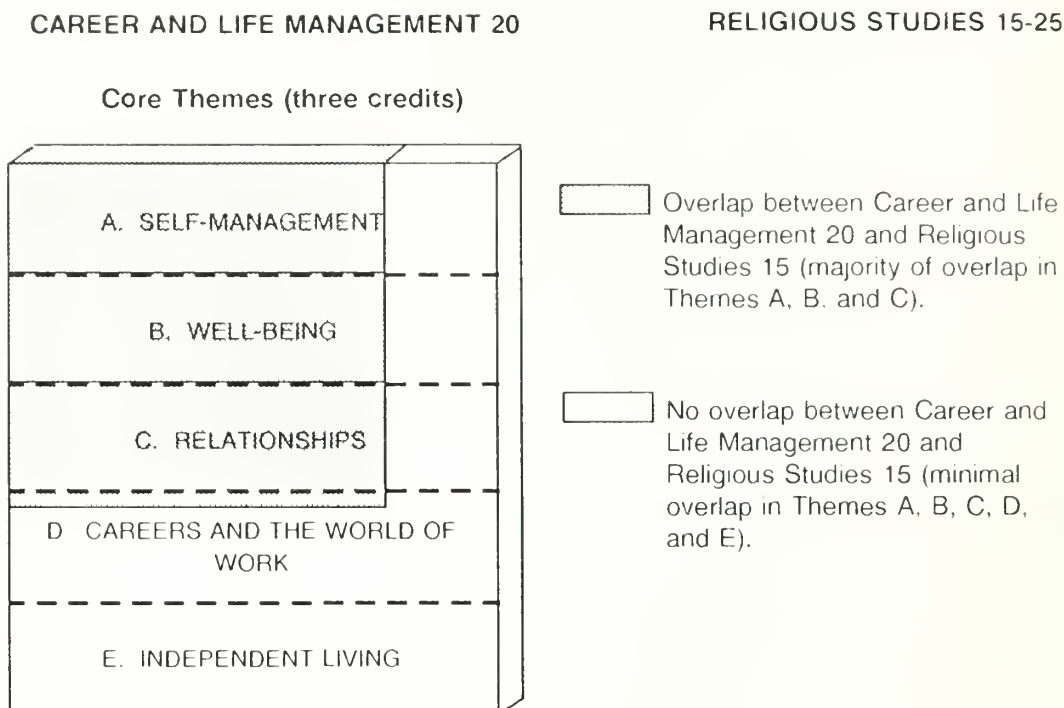 CAREER AND LIFE MANAGEMENT 20
RELIGIOUS STUDIES 15-25
Core Themes (three credits)
A. SELF-MANAGEMENT
B. WELL-BEING
C. RELATIONSHIPS
D CAREERS AND THE WORLD OF
WORK
E. INDEPENDENT LIVING
Overlap between Career and Life
Management 20 and Religious
Studies 15 (majority of overlap in
Themes A, B. and C).
No overlap between Career and
Life Management 20 and
Religious Studies 15 (minimal
overlap in Themes A, B, C, D,
and E).